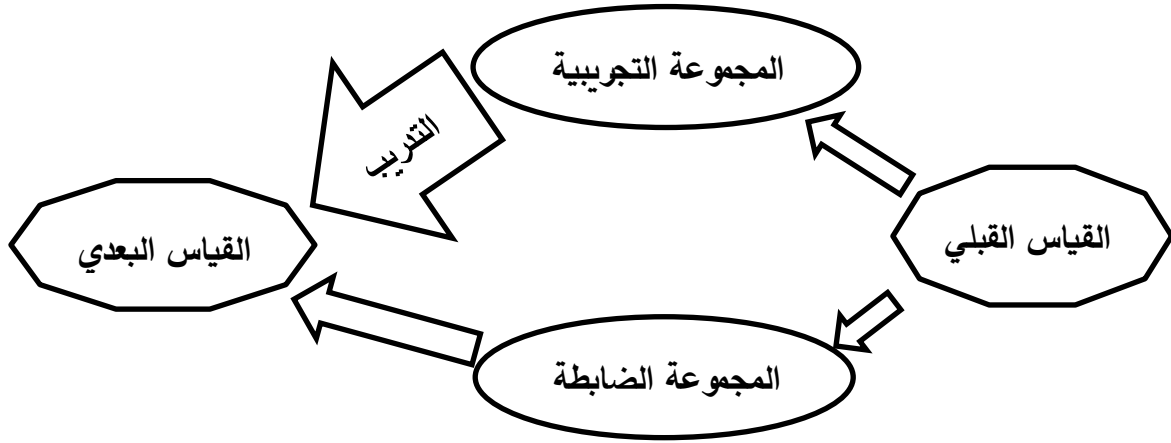 المجموعة التجريبية
التدريب
القياس القبلي
القياس البعدي
المجموعة الضابطة